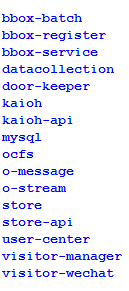 bbox-batch
bbox-register
bbox-service
datacollection
door-keeper
kaioh
kaioh-api
mysql
ocfs
o-message
o-stream
store
store-api
user-center
visitor-manager
visitor-wechat